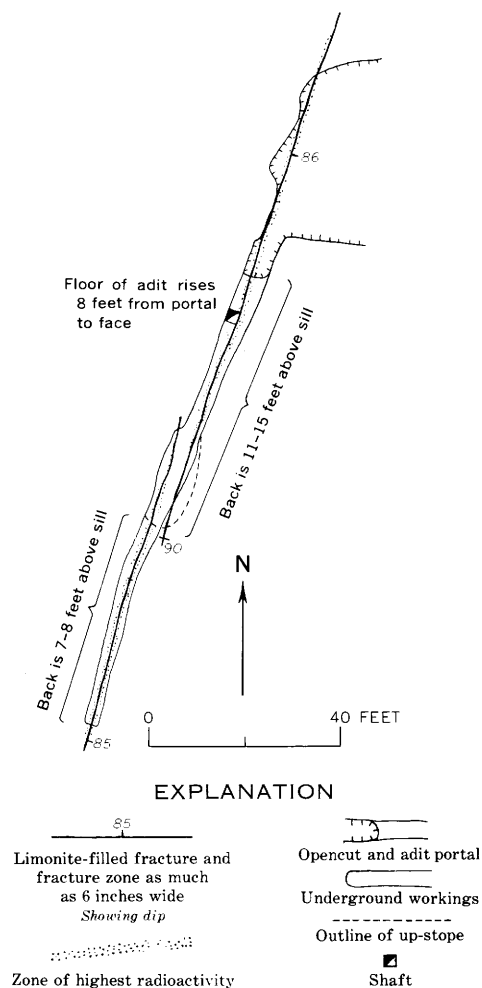 86
Floor of adit rises
8 feet from portal
to face
Back is 11-15 feet above sill
90
Back is 7-8 feet above sill
85
N
0 40 FEET
EXPLANATION
85
Limonite-filled fracture and
fracture zone as much
as 6 inches wide
Showing dip
Zone of highest radioactivity
Opencut and adit portal
Underground workings
Outline of up-stope
Shaft